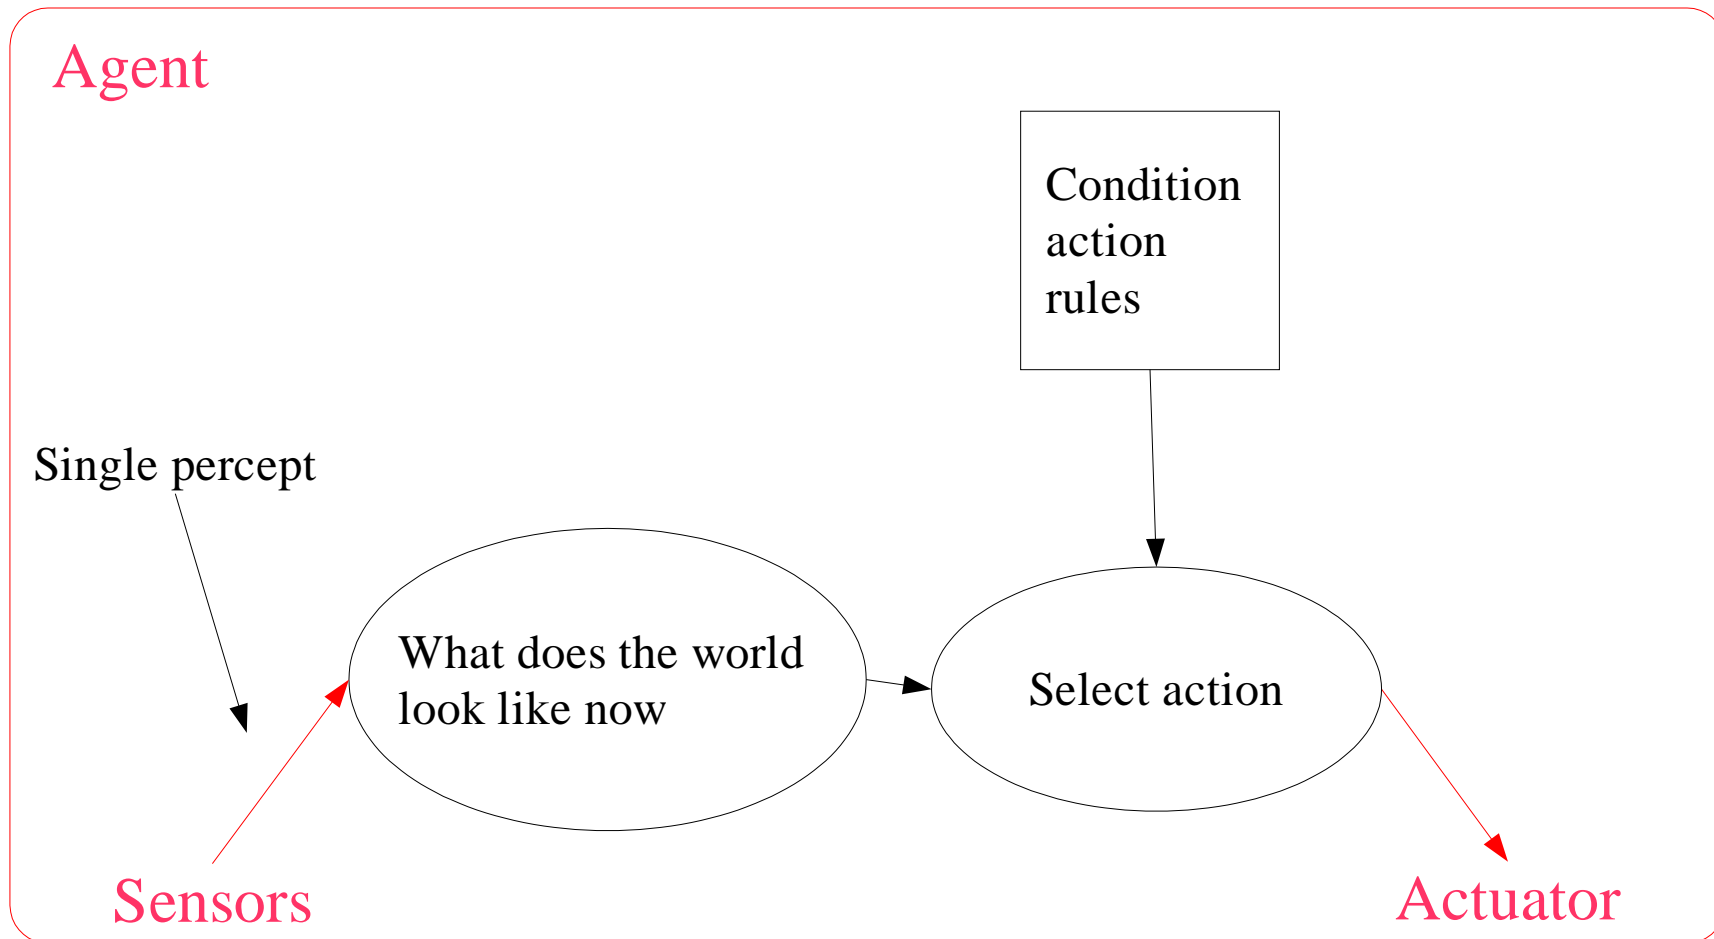 Agent
Condition
action
rules
Single percept
What does the world
look like now
Select action
Sensors
Actuator